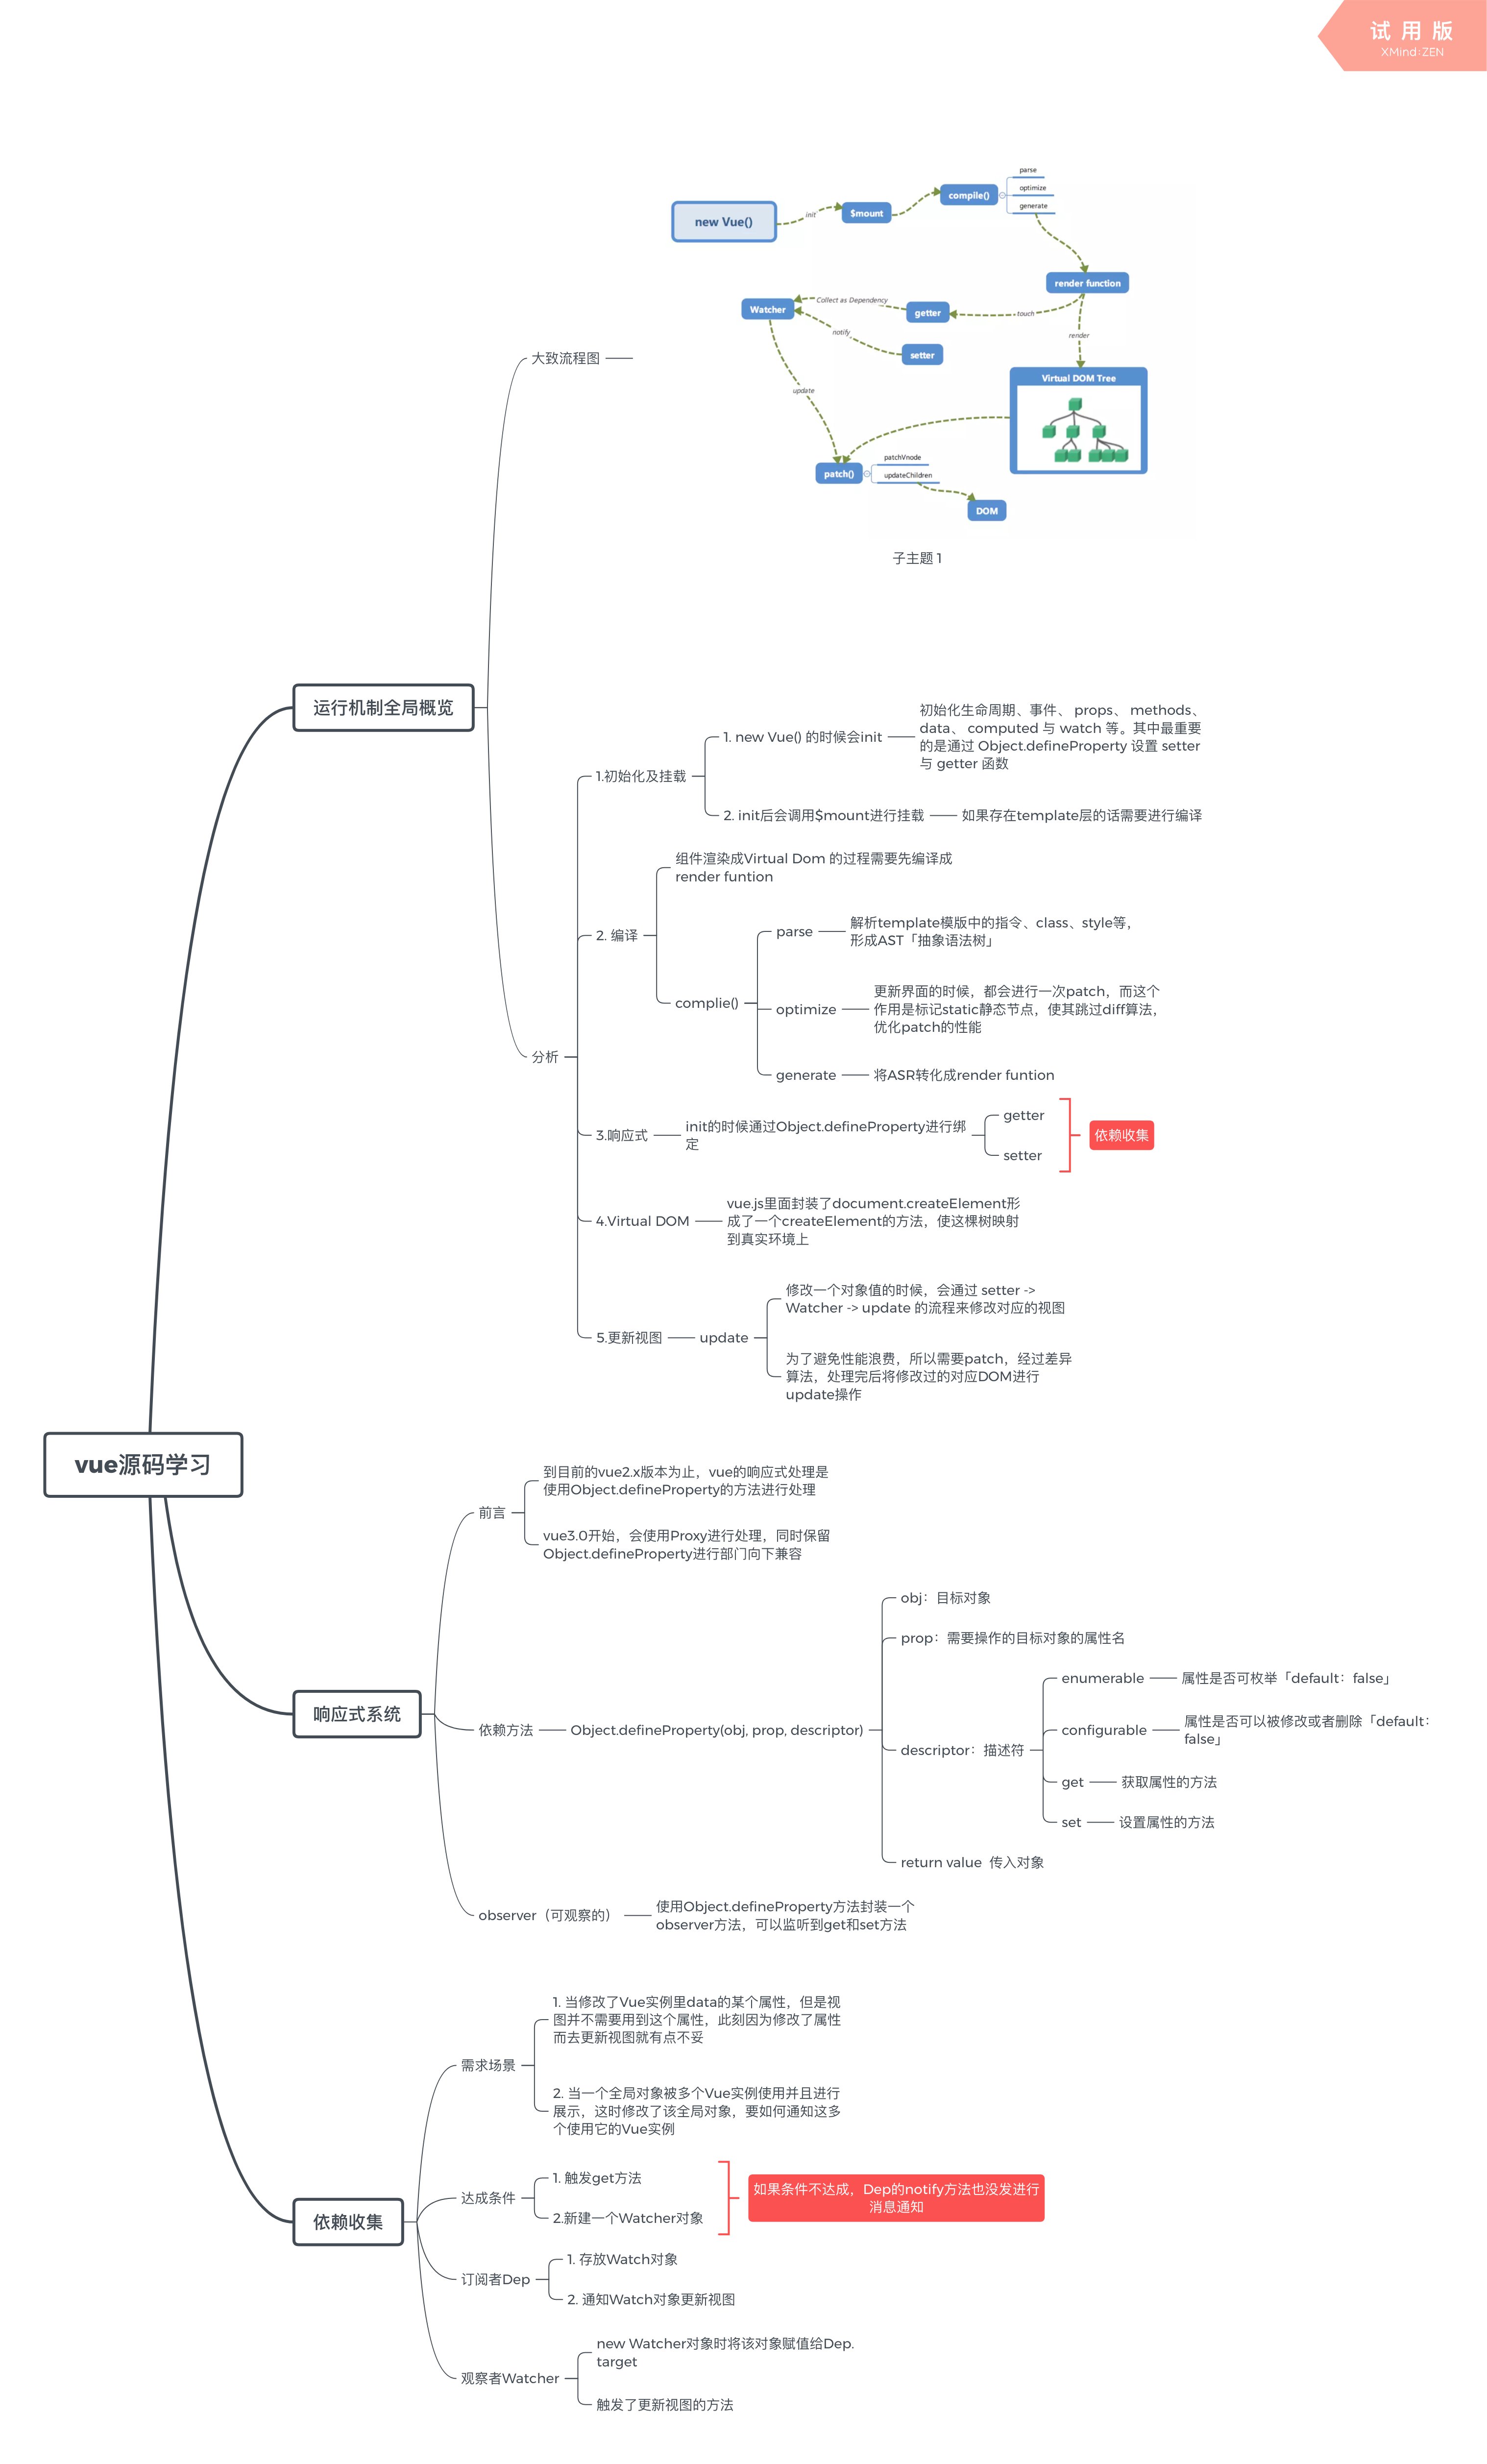 试 用 版
XMind:ZEN
parse
optimize
generate
compile()
$mount
new Vue()
init
render function
Watcher
Collect as Dependency
getter
touch
notify
setter
render
Virtual DOM Tree
update
patch()
patchVnode
updateChildren
DOM
大致流程图
子主题 1
运行机制全局概览
分析
1.初始化及挂载
1. new Vue() 的时候会init
初始化生命周期、事件、 props、 methods、
data、 computed 与 watch 等。其中最重要
的是通过 Object.defineProperty 设置 setter
与 getter 函数
2. init后会调用$mount进行挂载
如果存在template层的话需要进行编译
2. 编译
组件渲染成Virtual Dom 的过程需要先编译成
render funtion
complie()
parse
解析template模版中的指令、class、style等，
形成AST「抽象语法树」
optimize
更新界面的时候，都会进行一次patch，而这个
作用是标记static静态节点，使其跳过diff算法，
优化patch的性能
generate
将ASR转化成render funtion
3.响应式
init的时候通过Object.defineProperty进行绑
定
getter
setter
依赖收集
4.Virtual DOM
vue.js里面封装了document.createElement形
成了一个createElement的方法，使这棵树映射
到真实环境上
5.更新视图
update
修改一个对象值的时候，会通过 setter ->
Watcher -> update 的流程来修改对应的视图
为了避免性能浪费，所以需要patch，经过差异
算法，处理完后将修改过的对应DOM进行
update操作
vue源码学习
响应式系统
前言
到目前的vue2.x版本为止，vue的响应式处理是
使用Object.defineProperty的方法进行处理
vue3.0开始，会使用Proxy进行处理，同时保留
Object.defineProperty进行部门向下兼容
依赖方法
Object.defineProperty(obj, prop, descriptor)
obj：目标对象
prop：需要操作的目标对象的属性名
descriptor：描述符
enumerable
属性是否可枚举「default：false」
configurable
属性是否可以被修改或者删除「default：
false」
get
获取属性的方法
set
设置属性的方法
return value 传入对象
observer（可观察的）
使用Object.defineProperty方法封装一个
observer方法，可以监听到get和set方法
依赖收集
需求场景
1. 当修改了Vue实例里data的某个属性，但是视
图并不需要用到这个属性，此刻因为修改了属性
而去更新视图就有点不妥
2. 当一个全局对象被多个Vue实例使用并且进行
展示，这时修改了该全局对象，要如何通知这多
个使用它的Vue实例
达成条件
1. 触发get方法
2.新建一个Watcher对象
如果条件不达成，Dep的notify方法也没发进行
消息通知
订阅者Dep
1. 存放Watch对象
2. 通知Watch对象更新视图
观察者Watcher
new Watcher对象时将该对象赋值给Dep.
target
触发了更新视图的方法